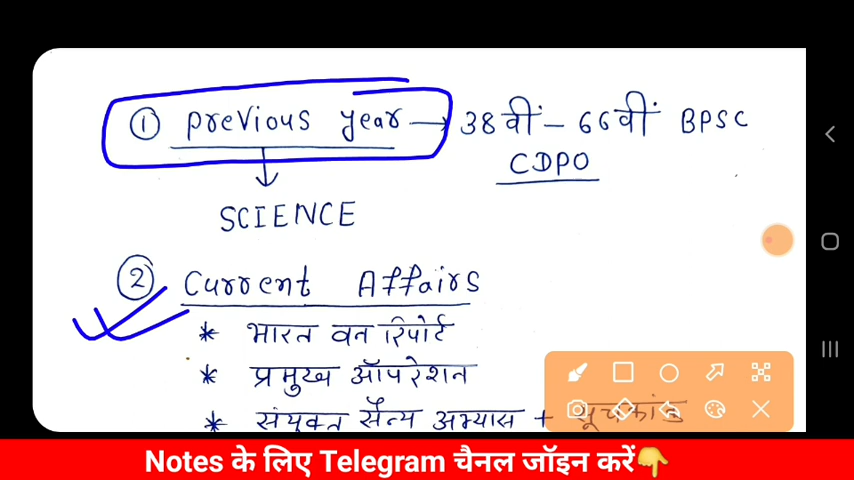 ① Previous year → 38वीं - 66वीं BPSC
CDPO
SCIENCE
② Current Affairs
* भारत वन रिपोर्ट
* प्रमुख ऑपरेशन
* संयुक्त सैन्य अभ्यास + सूचकांक
Notes के लिए Telegram चैनल जॉइन करें👇